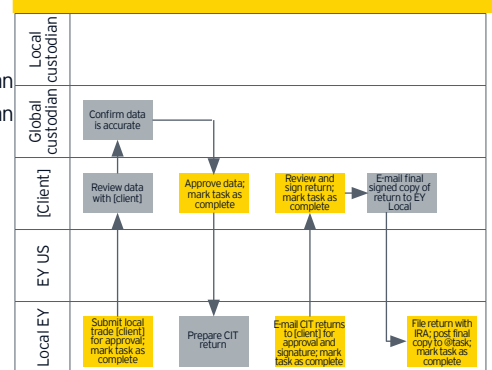 an
an
Local
custodian
Global
custodian
[Client]
EY US
Local EY
Confirm data
is accurate
Review data
with [client]
Approve data;
mark task as
complete
Review and
sign return;
mark task as
complete
E-mail final
signed copy of
return to EY
Local
Submit local
trade [client]
for approval;
mark task as
complete
Prepare CIT
return
E-mail CIT returns
to [client] for
approval and
signature; mark
task as complete
File return with
IRA; post final
copy to @task;
mark task as
complete